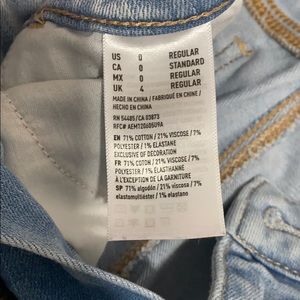 US 0 REGULAR
CA 0 STANDARD
MX 0 REGULAR
UK 4 REGULAR
MADE IN CHINA / FABRIQUÉ EN CHINE /
HECHO EN CHINA
RN 54485/CA 03873
RFC# AEM1206065U9A
EN 71% COTTON / 21% VISCOSE / 7%
POLYESTER / 1% ELASTANE
EXCLUSIVE OF DECORATION
FR 71% COTON / 21% VISCOSE / 7%
POLYESTER / 1% ÉLASTHANNE
À L'EXCEPTION DE LA GARNITURE
SP 71% algodón / 21% viscosa / 7%
elastomultiéster / 1% elastano